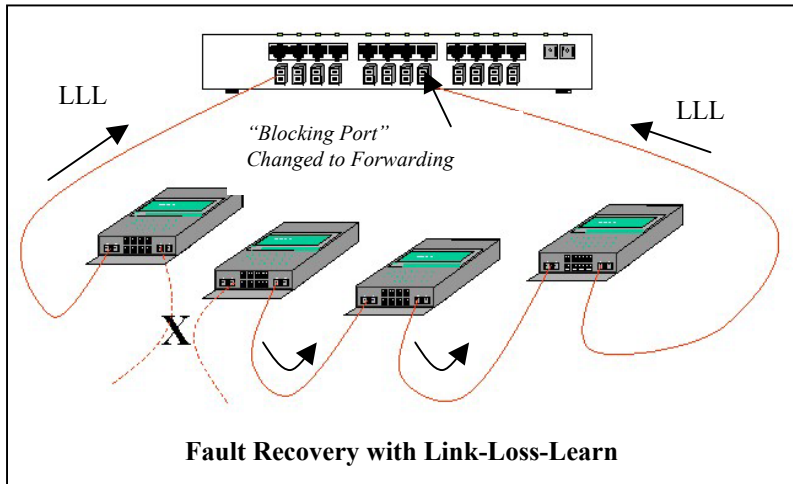 LLL
LLL
“Blocking Port”
Changed to Forwarding
X
Fault Recovery with Link-Loss-Learn